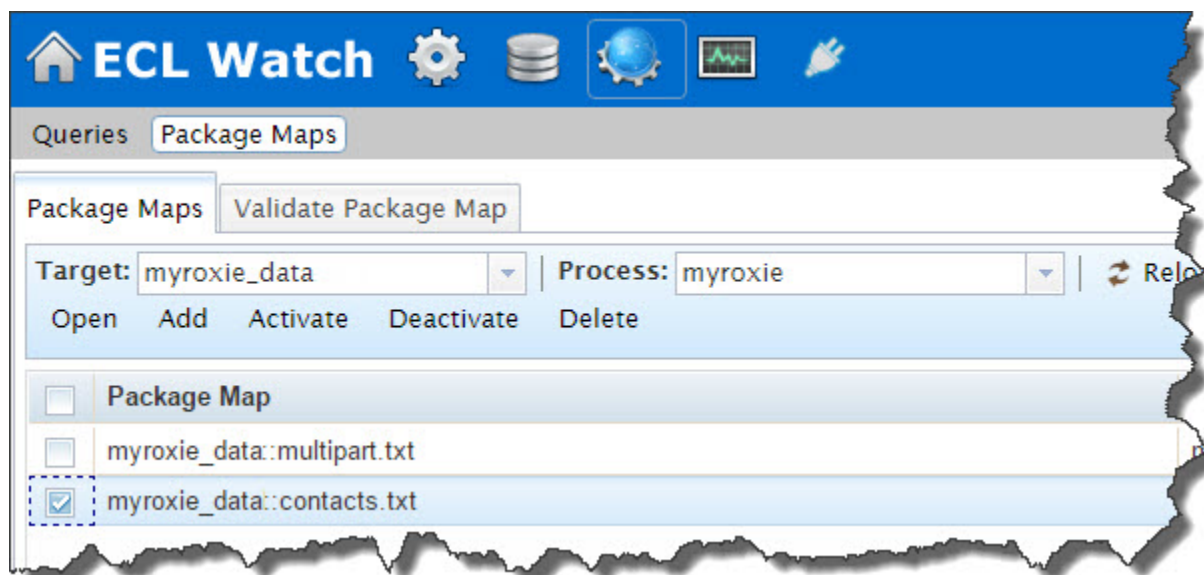 ECL Watch
Queries Package Maps
Package Maps Validate Package Map
Target: myroxie_data Process: myroxie
Open Add Activate Deactivate Delete
Package Map
myroxie_data::multipart.txt
myroxie_data::contacts.txt